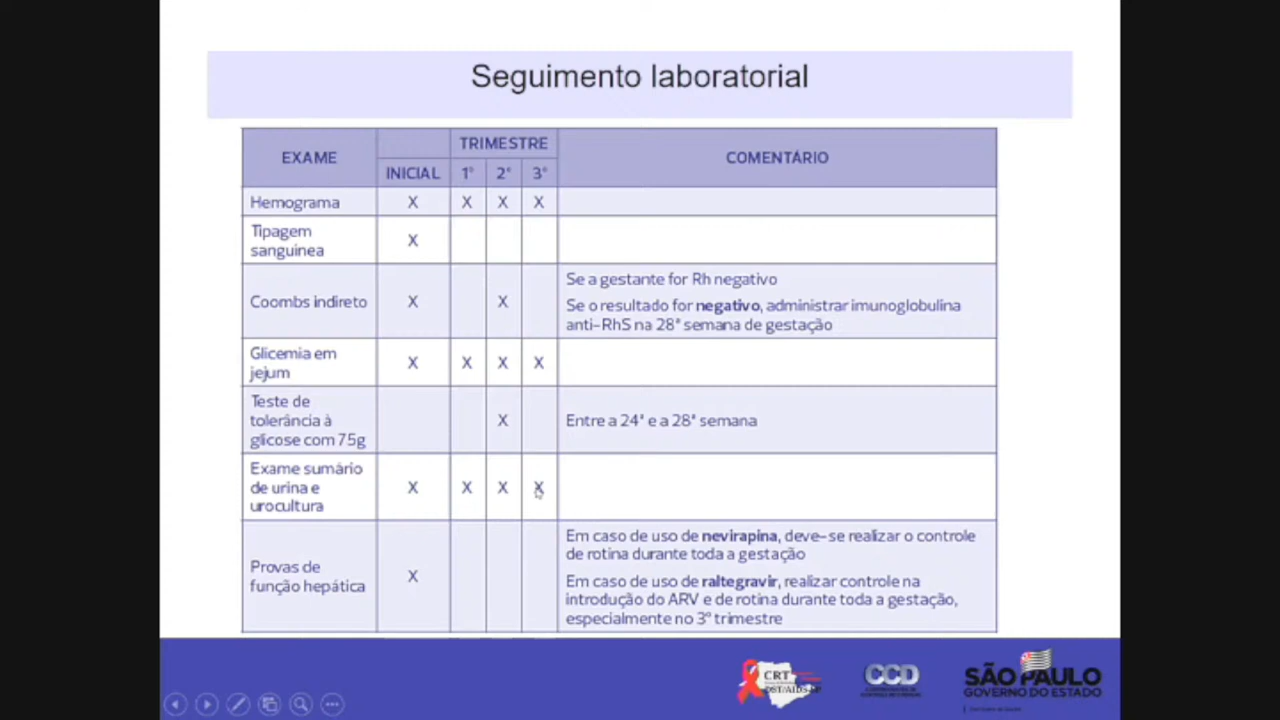 Seguimento laboratorial
EXAME
INICIAL
TRIMESTRE
1° 2° 3°
COMENTÁRIO
Hemograma X X X X
Tipagem
sanguínea
X
Coombs indireto X X
Se a gestante for Rh negativo
Se o resultado for negativo, administrar imunoglobulina
anti-RhS na 28ª semana de gestação
Glicemia em
jejum
X X X X
Teste de
tolerância à
glicose com 75g
X
Entre a 24ª e a 28ª semana
Exame sumário
de urina e
urocultura
X X X X
Provas de
função hepática
X
Em caso de uso de nevirapina, deve-se realizar o controle
de rotina durante toda a gestação
Em caso de uso de raltegravir, realizar controle na
introdução do ARV e de rotina durante toda a gestação,
especialmente no 3° trimestre
CRT
DST/AIDS-SP
CCD
SÃO PAULO
GOVERNO DO ESTADO